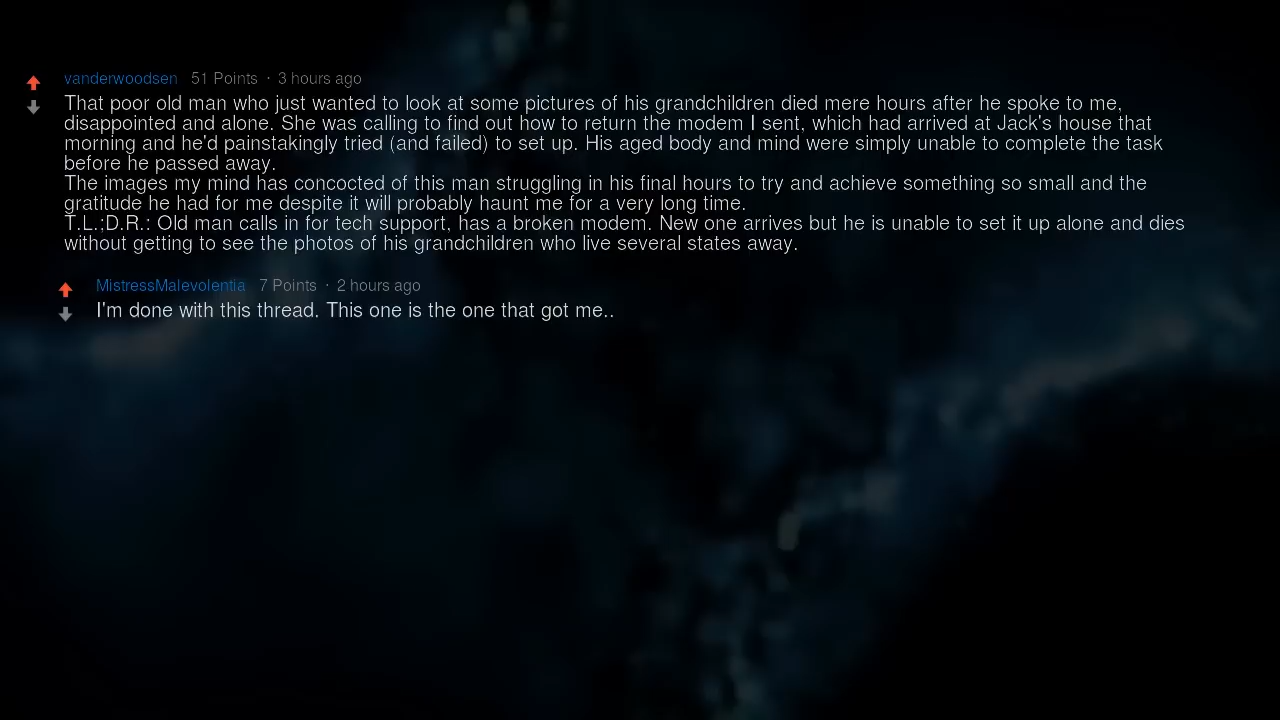 vanderwoodsen 51 Points · 3 hours ago
That poor old man who just wanted to look at some pictures of his grandchildren died mere hours after he spoke to me,
disappointed and alone. She was calling to find out how to return the modem I sent, which had arrived at Jack's house that
morning and he'd painstakingly tried (and failed) to set up. His aged body and mind were simply unable to complete the task
before he passed away.
The images my mind has concocted of this man struggling in his final hours to try and achieve something so small and the
gratitude he had for me despite it will probably haunt me for a very long time.
T.L.;D.R.: Old man calls in for tech support, has a broken modem. New one arrives but he is unable to set it up alone and dies
without getting to see the photos of his grandchildren who live several states away.
MistressMalevolentia 7 Points · 2 hours ago
I'm done with this thread. This one is the one that got me..